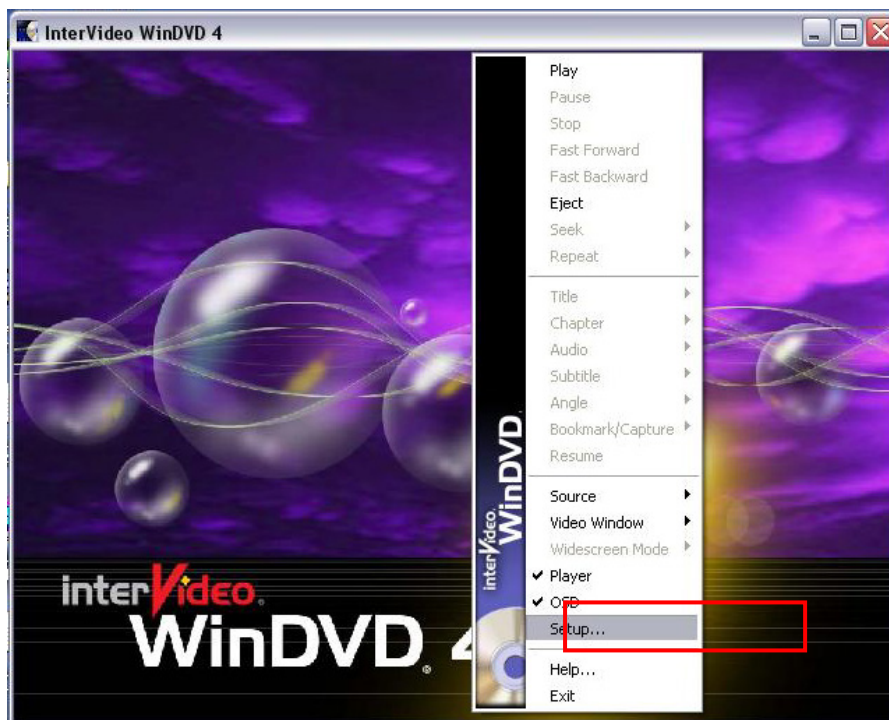 InterVideo WinDVD 4
Play
Pause
Stop
Fast Forward
Fast Backward
Eject
Seek
Repeat
Title
Chapter
Audio
Subtitle
Angle
Bookmark/Capture
Resume
Source
Video Window
Widescreen Mode
Player
OSD
Setup...
Help...
Exit
interVideo.
WinDVD.
interVideo.
WinDVD® 4